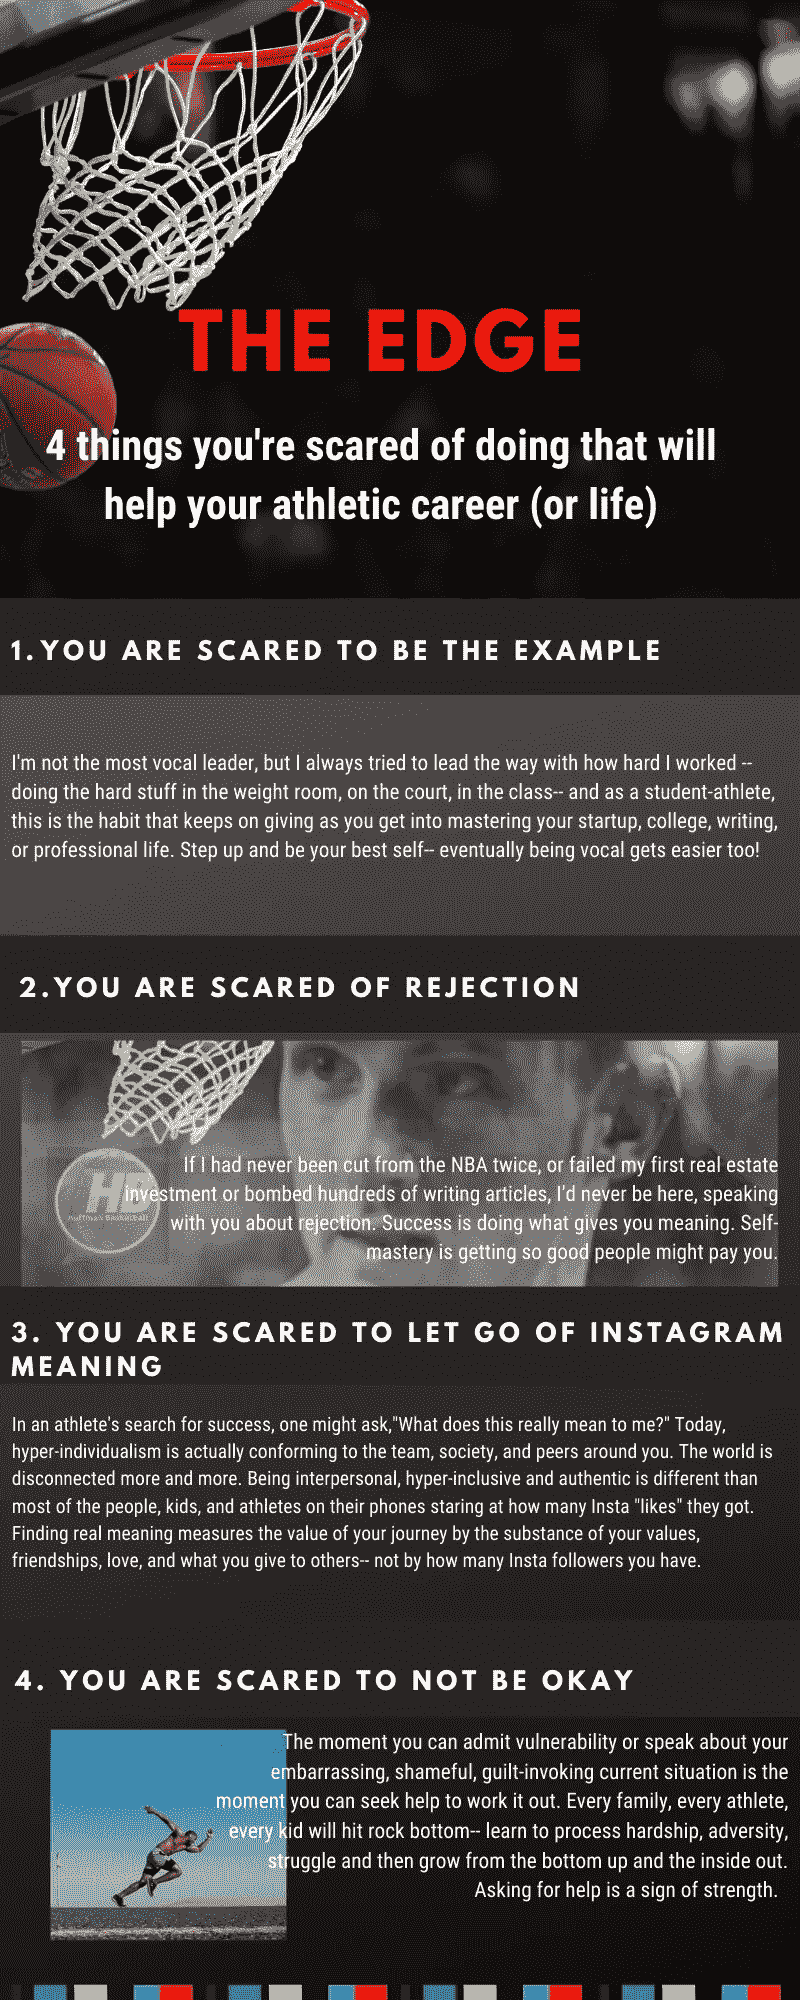 THE EDGE
4 things you're scared of doing that will
help your athletic career (or life)
1.YOU ARE SCARED TO BE THE EXAMPLE
I'm not the most vocal leader, but I always tried to lead the way with how hard I worked --
doing the hard stuff in the weight room, on the court, in the class-- and as a student-athlete,
this is the habit that keeps on giving as you get into mastering your startup, college, writing,
or professional life. Step up and be your best self-- eventually being vocal gets easier too!
2.YOU ARE SCARED OF REJECTION
HB
Huffman Basketball
If I had never been cut from the NBA twice, or failed my first real estate
investment or bombed hundreds of writing articles, I'd never be here, speaking
with you about rejection. Success is doing what gives you meaning. Self-
mastery is getting so good people might pay you.
3. YOU ARE SCARED TO LET GO OF INSTAGRAM
MEANING
In an athlete's search for success, one might ask,"What does this really mean to me?" Today,
hyper-individualism is actually conforming to the team, society, and peers around you. The world is
disconnected more and more. Being interpersonal, hyper-inclusive and authentic is different than
most of the people, kids, and athletes on their phones staring at how many Insta "likes" they got.
Finding real meaning measures the value of your journey by the substance of your values,
friendships, love, and what you give to others-- not by how many Insta followers you have.
4. YOU ARE SCARED TO NOT BE OKAY
The moment you can admit vulnerability or speak about your
embarrassing, shameful, guilt-invoking current situation is the
moment you can seek help to work it out. Every family, every athlete,
every kid will hit rock bottom-- learn to process hardship, adversity,
struggle and then grow from the bottom up and the inside out.
Asking for help is a sign of strength.